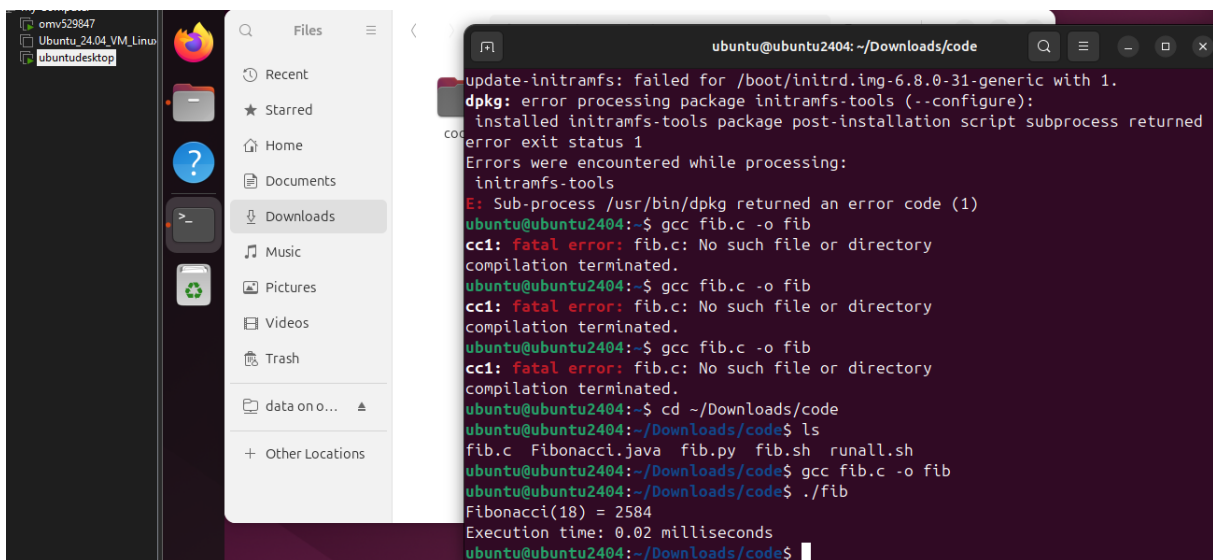 My Computer
omv529847
Ubuntu_24.04_VM_Linux
ubuntudesktop
Files
Recent
Starred
Home
Documents
Downloads
Music
Pictures
Videos
Trash
data on o...
+ Other Locations
ubuntu@ubuntu2404: ~/Downloads/code
update-initramfs: failed for /boot/initrd.img-6.8.0-31-generic with 1.
dpkg: error processing package initramfs-tools (--configure):
installed initramfs-tools package post-installation script subprocess returned
error exit status 1
Errors were encountered while processing:
initramfs-tools
E: Sub-process /usr/bin/dpkg returned an error code (1)
ubuntu@ubuntu2404:~$ gcc fib.c -o fib
cc1: fatal error: fib.c: No such file or directory
compilation terminated.
ubuntu@ubuntu2404:~$ gcc fib.c -o fib
cc1: fatal error: fib.c: No such file or directory
compilation terminated.
ubuntu@ubuntu2404:~$ gcc fib.c -o fib
cc1: fatal error: fib.c: No such file or directory
compilation terminated.
ubuntu@ubuntu2404:~$ cd ~/Downloads/code
ubuntu@ubuntu2404:~/Downloads/code$ ls
fib.c  Fibonacci.java  fib.py  fib.sh  runall.sh
ubuntu@ubuntu2404:~/Downloads/code$ gcc fib.c -o fib
ubuntu@ubuntu2404:~/Downloads/code$ ./fib
Fibonacci(18) = 2584
Execution time: 0.02 milliseconds
ubuntu@ubuntu2404:~/Downloads/code$